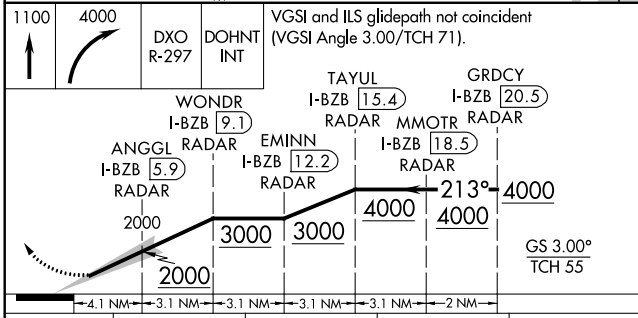 1100
4000
DXO
R-297
DOHNT
INT
VGSI and ILS glidepath not coincident
(VGSI Angle 3.00/TCH 71).
GRDCY
I-BZB 20.5
RADAR
TAYUL
I-BZB 15.4
RADAR
MMOTR
I-BZB 18.5
RADAR
WONDR
I-BZB 9.1
RADAR
EMINN
I-BZB 12.2
RADAR
ANGGL
I-BZB 5.9
RADAR
2000
2000
3000
3000
4000
213°
4000
4000
GS 3.00°
TCH 55
4.1 NM
3.1 NM
3.1 NM
3.1 NM
3.1 NM
2 NM